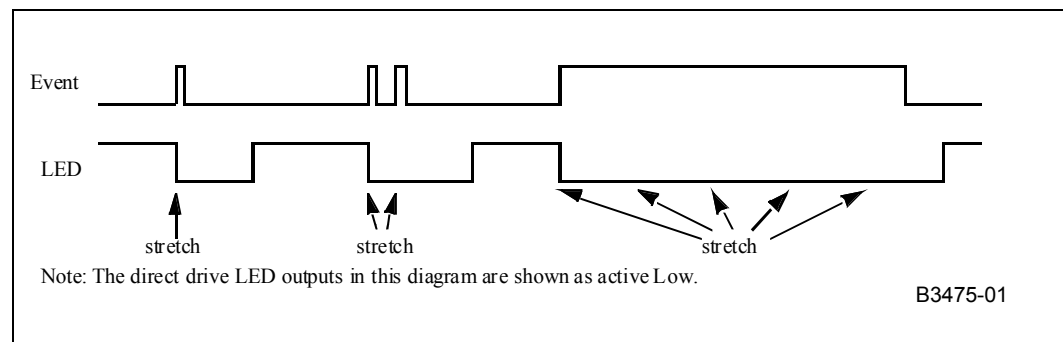 Event
LED
stretch stretch stretch
Note: The direct drive LED outputs in this diagram are shown as active Low.
B3475-01